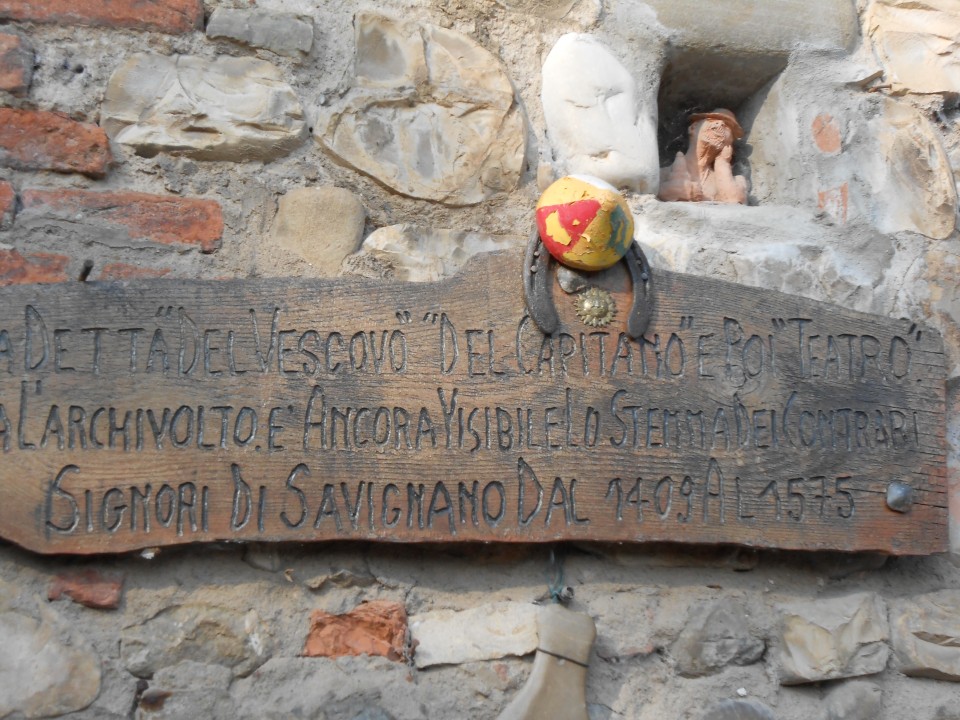 A DETTA "DEL VESCOVO" "DEL CAPITANO" E POI "TEATRO".
L'ARCHIVOLTO. E' ANCORA VISIBILE LO STEMMA DEI CONTRARI
SIGNORI DI SAVIGNANO DAL 1409 AL 1575